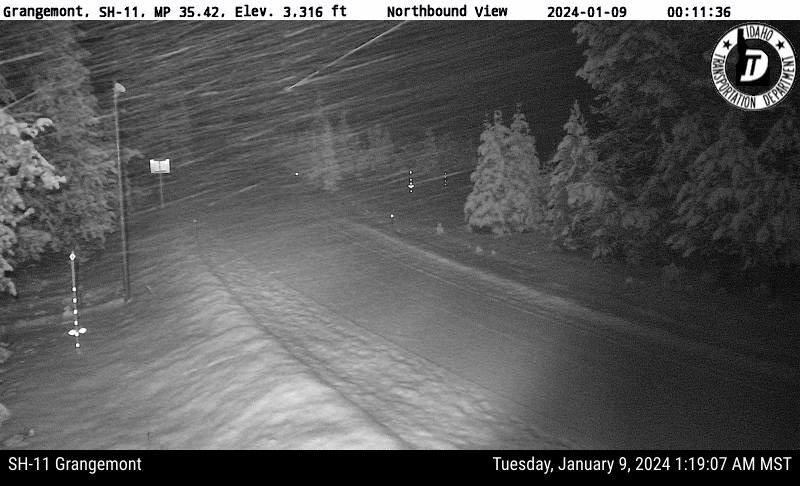 Grangemont, SH-11, MP 35.42, Elev. 3,316 ft Northbound View 2024-01-09 00:11:36
IDAHO
TRANSPORTATION DEPARTMENT
SH-11 Grangemont Tuesday, January 9, 2024 1:19:07 AM MST